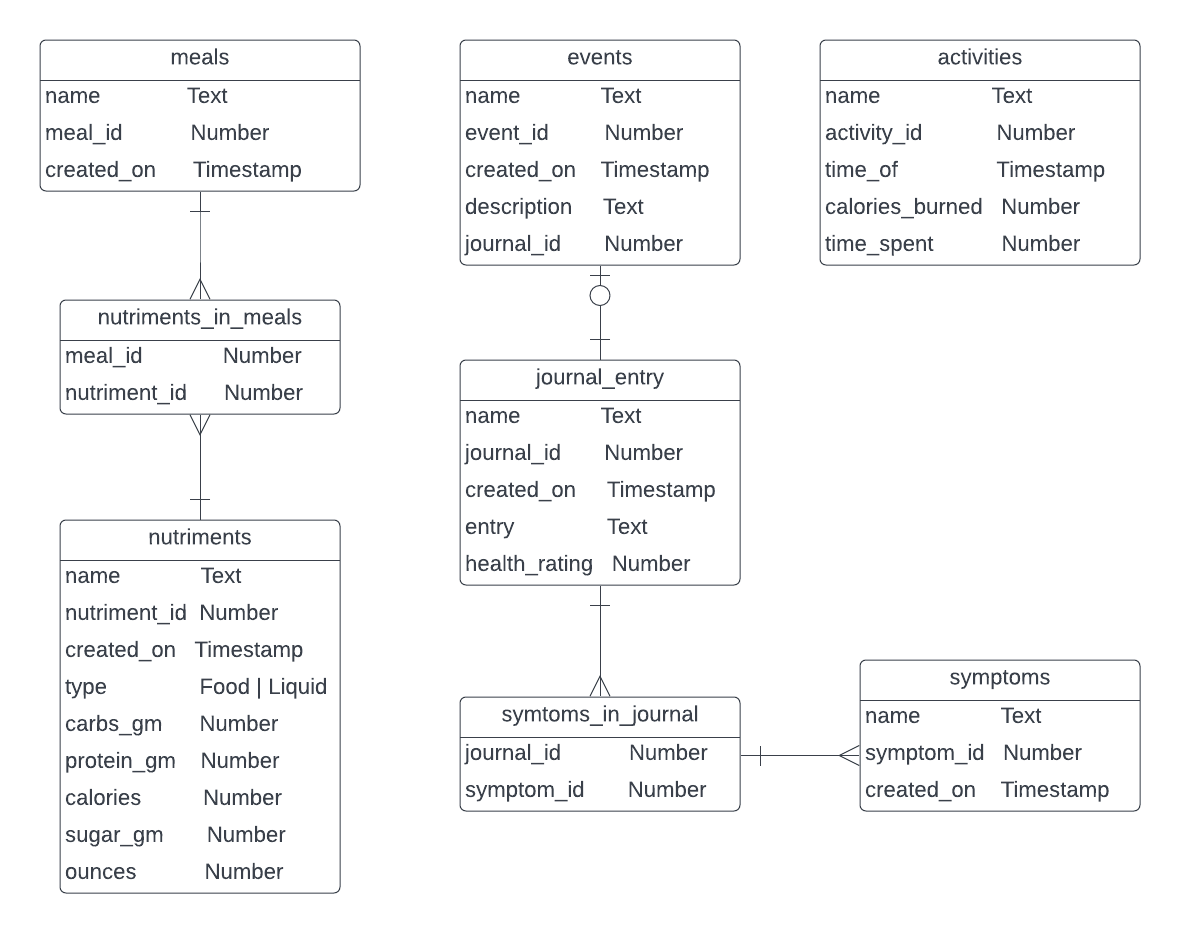 meals
name Text
meal_id Number
created_on Timestamp
nutriments_in_meals
meal_id Number
nutriment_id Number
nutriments
name Text
nutriment_id Number
created_on Timestamp
type Food | Liquid
carbs_gm Number
protein_gm Number
calories Number
sugar_gm Number
ounces Number
events
name Text
event_id Number
created_on Timestamp
description Text
journal_id Number
journal_entry
name Text
journal_id Number
created_on Timestamp
entry Text
health_rating Number
symtoms_in_journal
journal_id Number
symptom_id Number
activities
name Text
activity_id Number
time_of Timestamp
calories_burned Number
time_spent Number
symptoms
name Text
symptom_id Number
created_on Timestamp